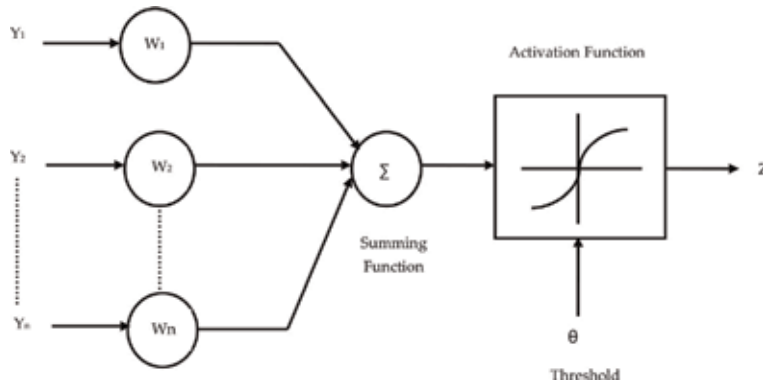 Y₁
W₁
Activation Function
Y₂
W₂
Σ
Z
Summing
Function
Yₙ
Wn
θ
Threshold